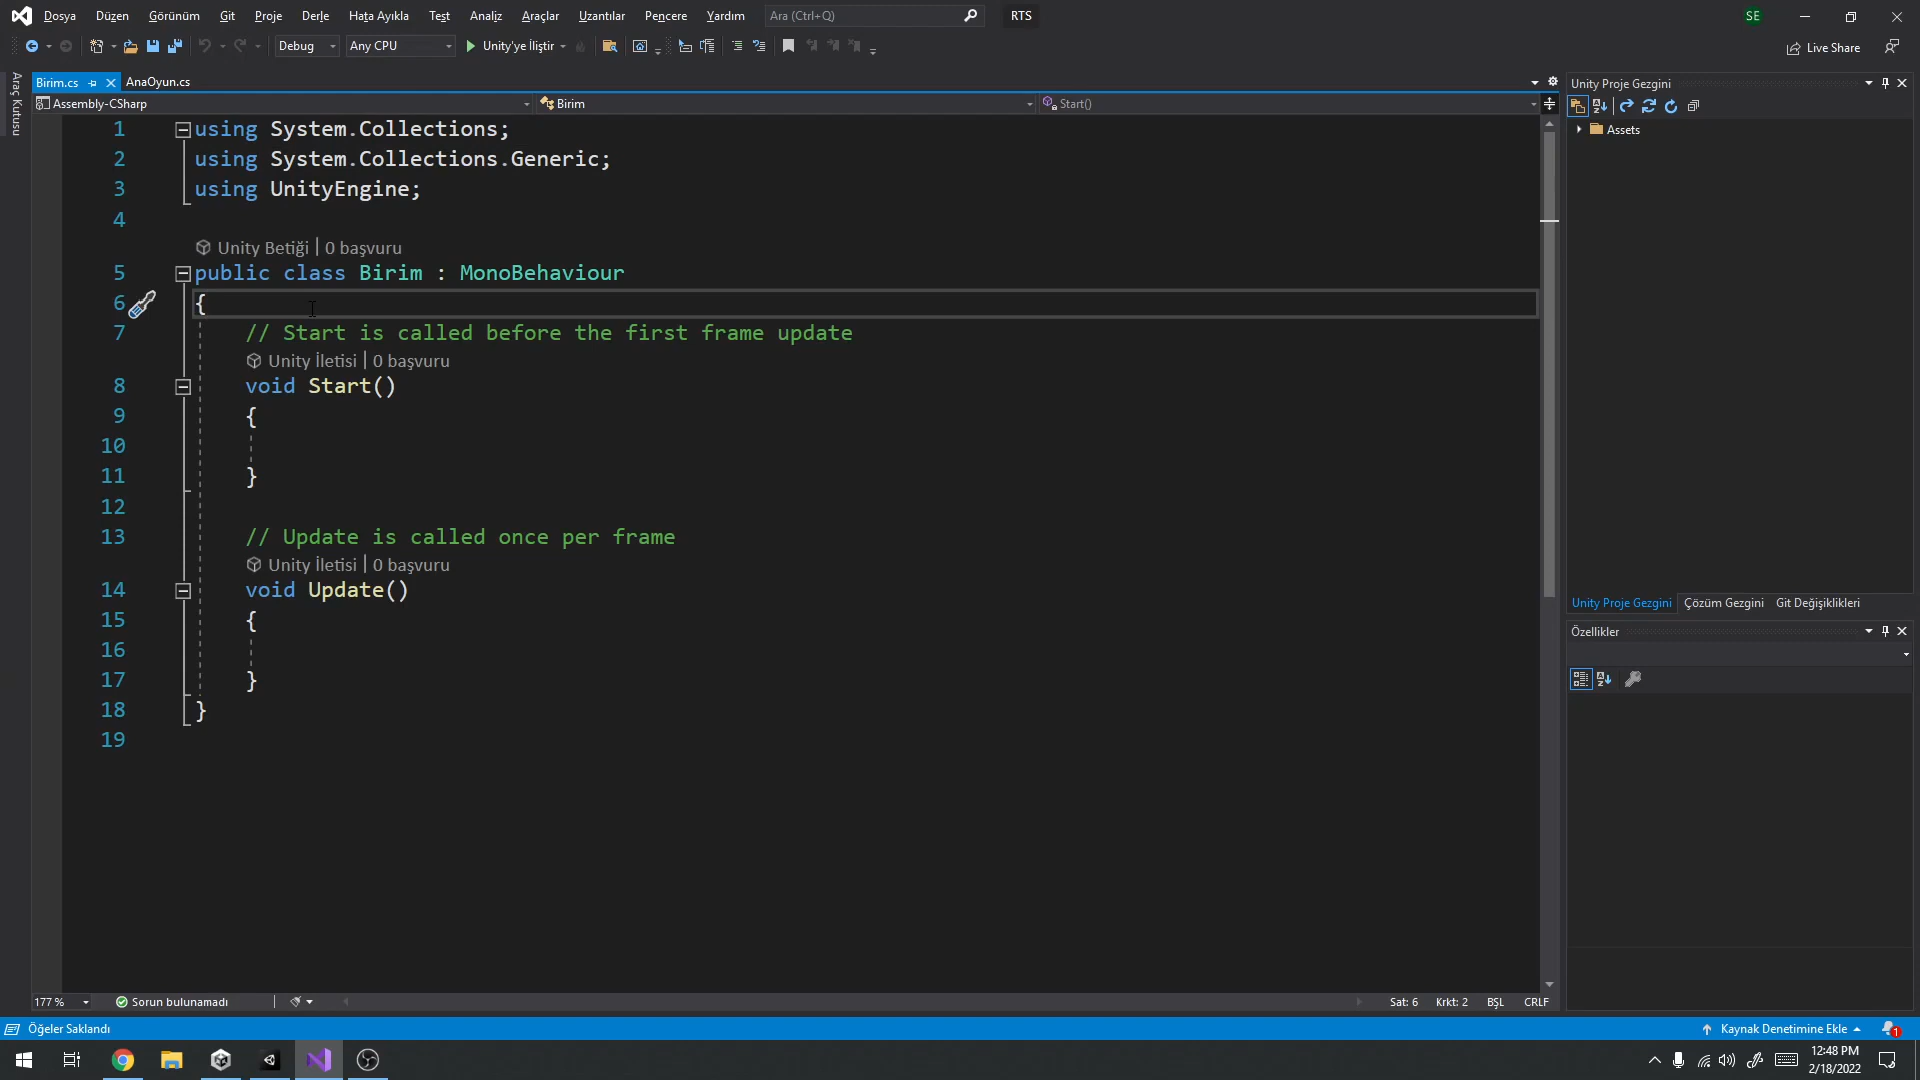 Dosya Düzen Görünüm Git Proje Derle Hata Ayıkla Test Analiz Araçlar Uzantılar Pencere Yardım Ara (Ctrl+Q) RTS SE
Debug Any CPU Unity'ye İliştir Live Share
Araç Kutusu
Birim.cs AnaOyun.cs
Assembly-CSharp Birim Start()
1 using System.Collections;
2 using System.Collections.Generic;
3 using UnityEngine;
4
Unity Betiği | 0 başvuru
5 public class Birim : MonoBehaviour
6 {
7 // Start is called before the first frame update
Unity İletisi | 0 başvuru
8 void Start()
9 {
10
11 }
12
13 // Update is called once per frame
Unity İletisi | 0 başvuru
14 void Update()
15 {
16
17 }
18 }
19
Unity Proje Gezgini
Assets
Unity Proje Gezgini Çözüm Gezgini Git Değişiklikleri
Özellikler
177 % Sorun bulunamadı Sat: 6 Krkt: 2 BŞL CRLF
Öğeler Saklandı Kaynak Denetimine Ekle 1
12:48 PM
2/18/2022